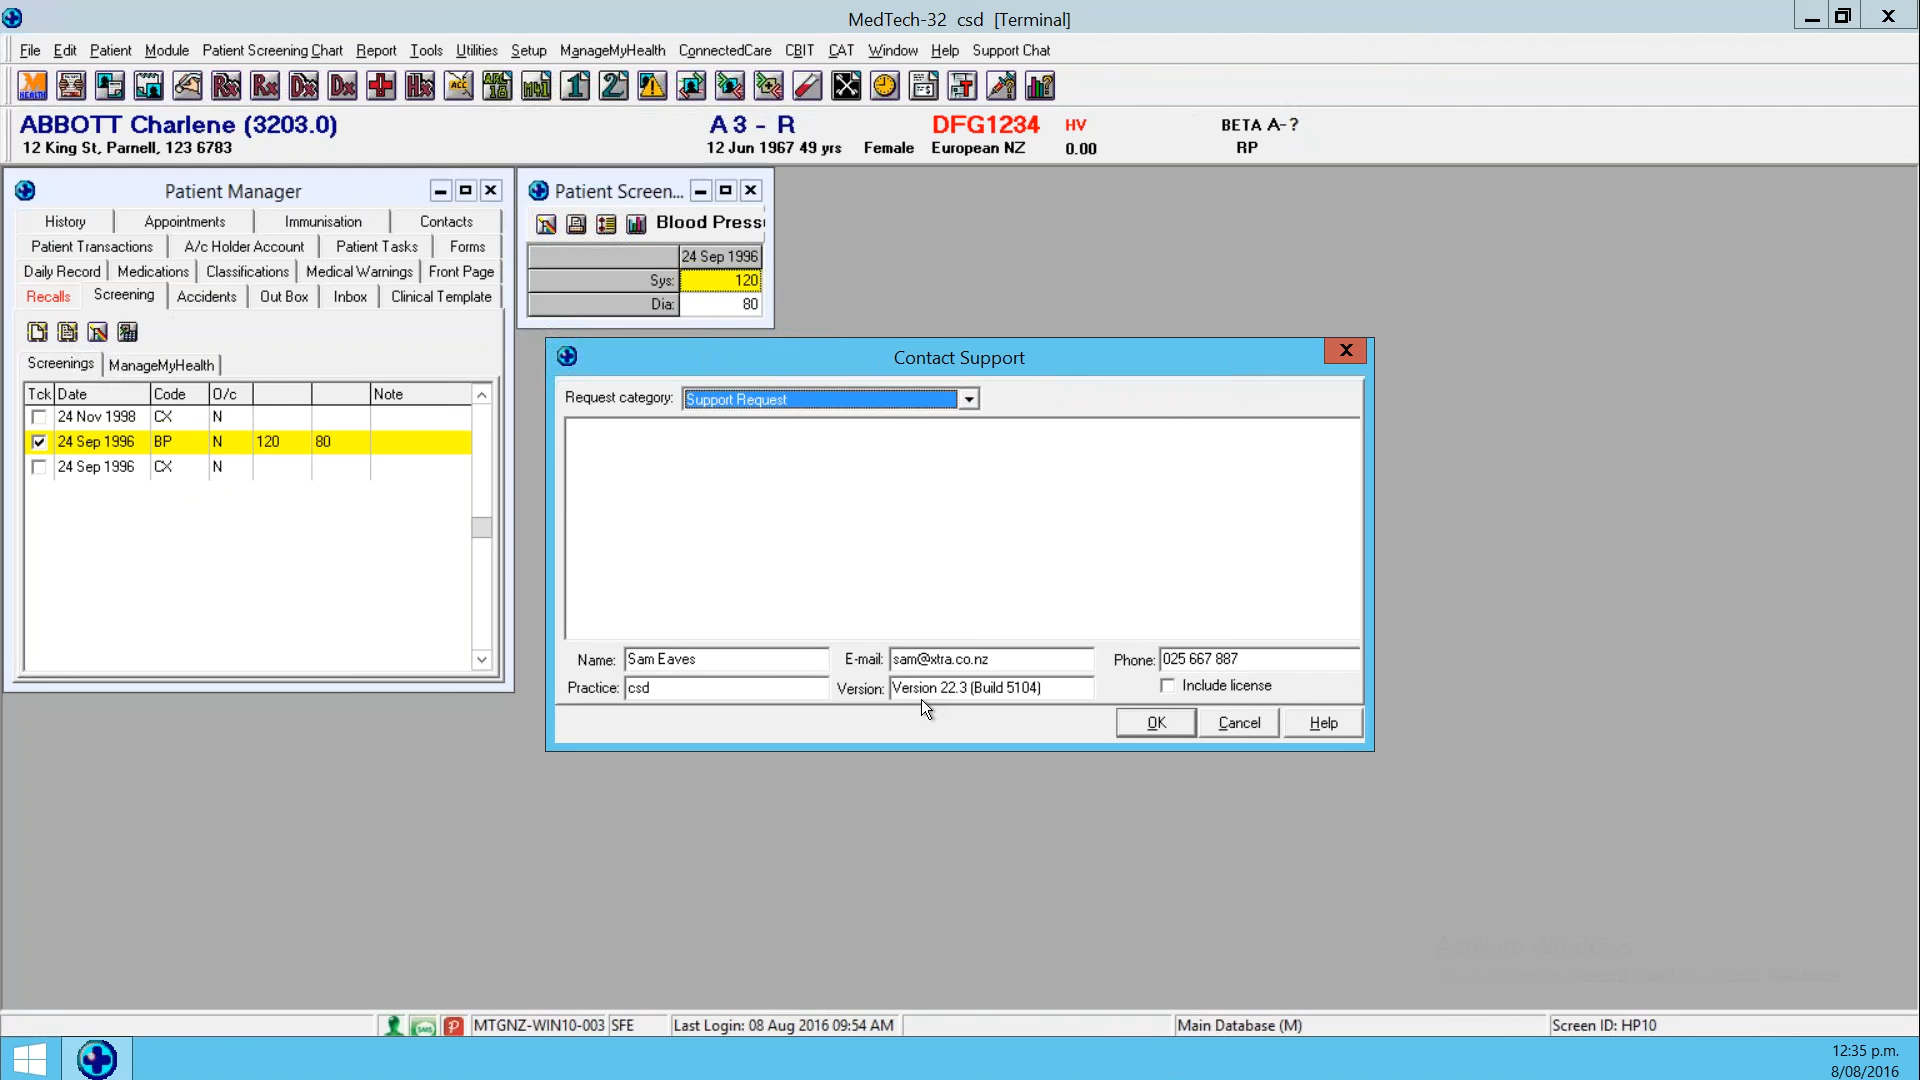 MedTech-32 csd [Terminal]
File Edit Patient Module Patient Screening Chart Report Tools Utilities Setup ManageMyHealth ConnectedCare CBIT CAT Window Help Support Chat
ABBOTT Charlene (3203.0) A3 - R DFG1234 HV BETA A-?
12 King St, Parnell, 123 6783 12 Jun 1967 49 yrs Female European NZ 0.00 RP
Patient Manager
History Appointments Immunisation Contacts
Patient Transactions A/c Holder Account Patient Tasks Forms
Daily Record Medications Classifications Medical Warnings Front Page
Recalls Screening Accidents Out Box Inbox Clinical Template
Screenings ManageMyHealth
Tck Date Code O/c Note
24 Nov 1998 CX N
24 Sep 1996 BP N 120 80
24 Sep 1996 CX N
Patient Screen...
Blood Press
24 Sep 1996
Sys: 120
Dia: 80
Contact Support
Request category: Support Request
Name: Sam Eaves E-mail: sam@xtra.co.nz Phone: 025 667 887
Practice: csd Version: Version 22.3 (Build 5104) Include license
OK Cancel Help
MTGNZ-WIN10-003 SFE Last Login: 08 Aug 2016 09:54 AM Main Database (M) Screen ID: HP10
12:35 p.m.
8/08/2016